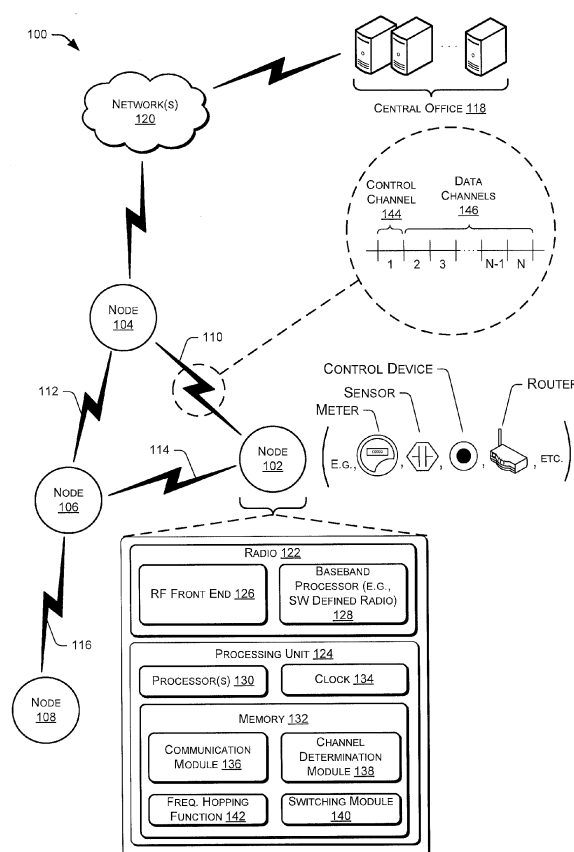 100
NETWORK(S)
120
CENTRAL OFFICE 118
CONTROL
CHANNEL
144
DATA
CHANNELS
146
1 2 3 ... N-1 N
NODE
104
110
112
CONTROL DEVICE
SENSOR
METER
ROUTER
114
NODE
102
(E.G., , , , , ETC.
NODE
106
116
NODE
108
RADIO 122
RF FRONT END 126
BASEBAND
PROCESSOR (E.G.,
SW DEFINED RADIO)
128
PROCESSING UNIT 124
PROCESSOR(S) 130
CLOCK 134
MEMORY 132
COMMUNICATION
MODULE 136
CHANNEL
DETERMINATION
MODULE 138
FREQ. HOPPING
FUNCTION 142
SWITCHING MODULE
140